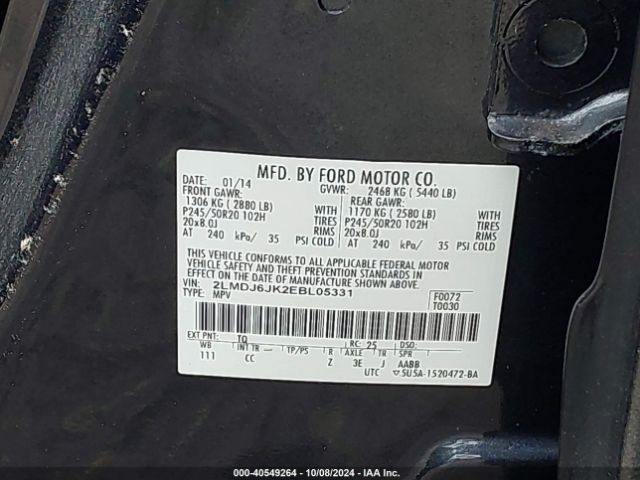 MFD. BY FORD MOTOR CO.
DATE: 01/14 GVWR: 2468 KG ( 5440 LB)
FRONT GAWR: REAR GAWR:
1306 KG ( 2880 LB) WITH 1170 KG ( 2580 LB) WITH
P245/50R20 102H TIRES P245/50R20 102H TIRES
20x8.0J RIMS 20x8.0J RIMS
AT 240 kPa/ 35 PSI COLD AT 240 kPa/ 35 PSI COLD
THIS VEHICLE CONFORMS TO ALL APPLICABLE FEDERAL MOTOR
VEHICLE SAFETY AND THEFT PREVENTION STANDARDS IN
EFFECT ON THE DATE OF MANUFACTURE SHOWN ABOVE.
VIN: 2LMDJ6JK2EBL05331 F0072
TYPE: MPV T0030
EXT PNT: TQ RC: 25 DSO:
WB INT TR TP/PS R AXLE TR SPR
111 CC Z 3E J AABB
UTC 5U5A-1520472-BA
000-40549264 - 10/08/2024 - IAA Inc.